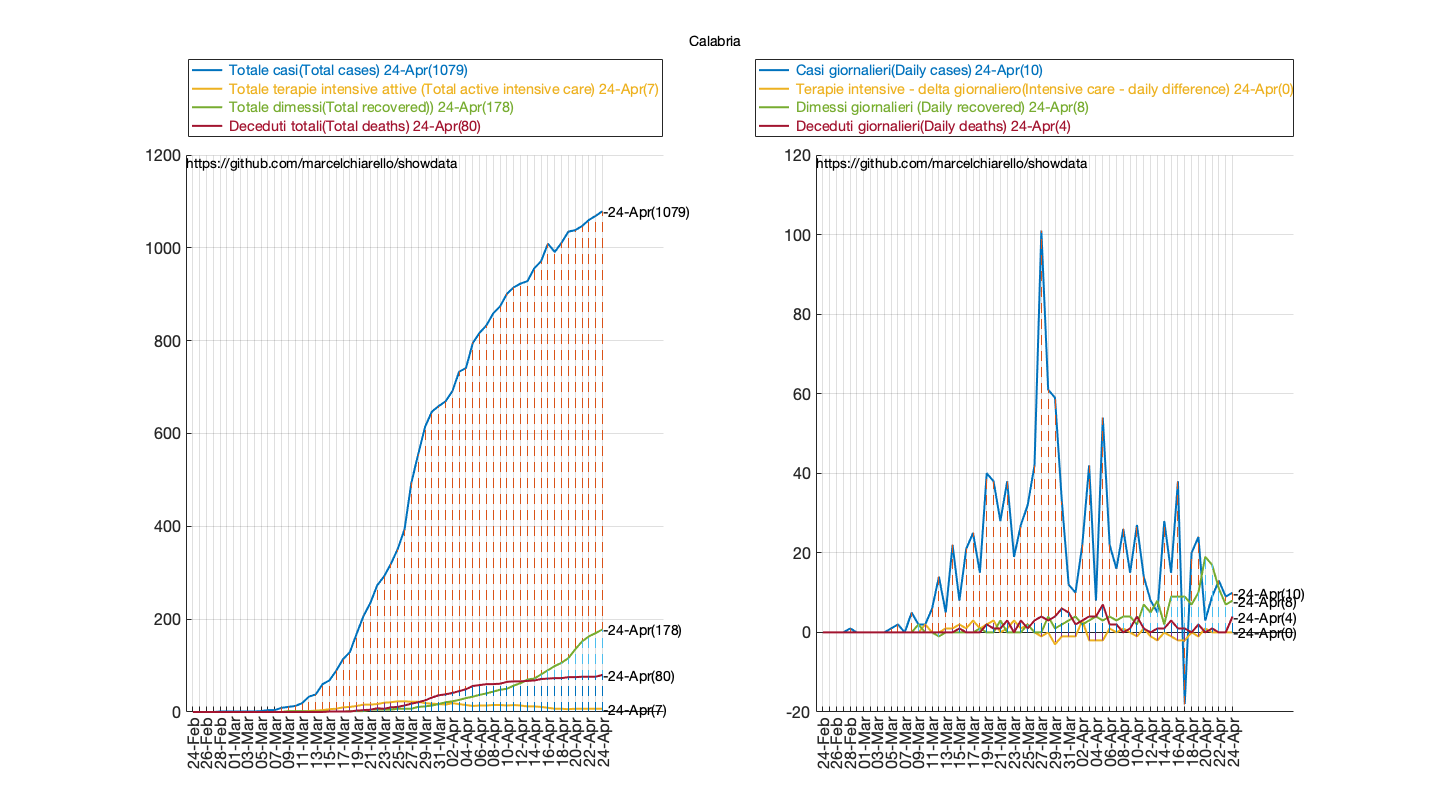 Calabria
Totale casi(Total cases) 24-Apr(1079)
Totale terapie intensive attive (Total active intensive care) 24-Apr(7)
Totale dimessi(Total recovered)) 24-Apr(178)
Deceduti totali(Total deaths) 24-Apr(80)
1200
https://github.com/marcelchiarello/showdata
1000
800
600
400
200
0
24-Apr(1079)
24-Apr(178)
24-Apr(80)
24-Apr(7)
24-Feb
26-Feb
28-Feb
01-Mar
03-Mar
05-Mar
07-Mar
09-Mar
11-Mar
13-Mar
15-Mar
17-Mar
19-Mar
21-Mar
23-Mar
25-Mar
27-Mar
29-Mar
31-Mar
02-Apr
04-Apr
06-Apr
08-Apr
10-Apr
12-Apr
14-Apr
16-Apr
18-Apr
20-Apr
22-Apr
24-Apr
Casi giornalieri(Daily cases) 24-Apr(10)
Terapie intensive - delta giornaliero(Intensive care - daily difference) 24-Apr(0)
Dimessi giornalieri (Daily recovered) 24-Apr(8)
Deceduti giornalieri(Daily deaths) 24-Apr(4)
120
https://github.com/marcelchiarello/showdata
100
80
60
40
20
0
-20
24-Apr(10)
24-Apr(8)
24-Apr(4)
24-Apr(0)
24-Feb
26-Feb
28-Feb
01-Mar
03-Mar
05-Mar
07-Mar
09-Mar
11-Mar
13-Mar
15-Mar
17-Mar
19-Mar
21-Mar
23-Mar
25-Mar
27-Mar
29-Mar
31-Mar
02-Apr
04-Apr
06-Apr
08-Apr
10-Apr
12-Apr
14-Apr
16-Apr
18-Apr
20-Apr
22-Apr
24-Apr